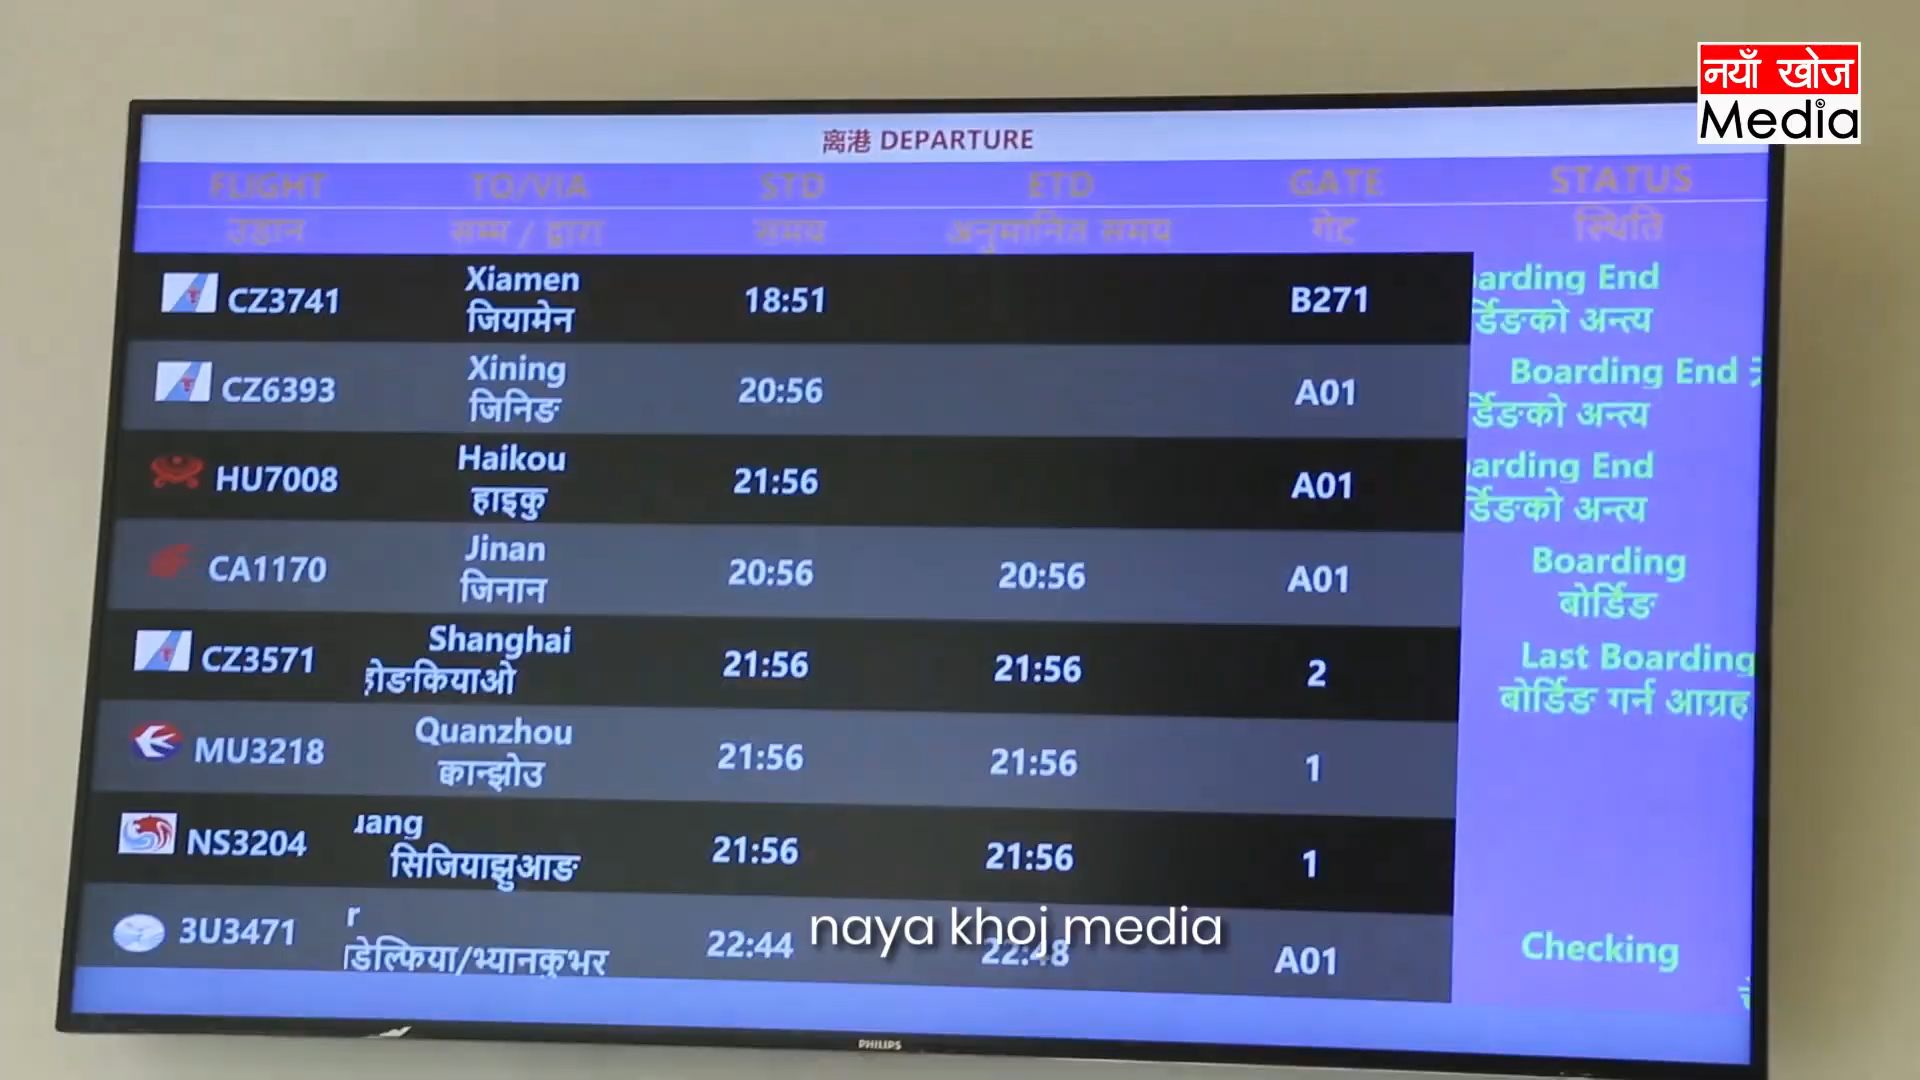 नयाँ खोज
Media
离港 DEPARTURE
FLIGHT TO/VIA STD ETD GATE STATUS
उडान सम्म / द्वारा समय अनुमानित समय गेट स्थिति
CZ3741 Xiamen 18:51 B271 arding End
जियामेन र्डिङको अन्त्य
CZ6393 Xining 20:56 A01 Boarding End
जिनिङ र्डिङको अन्त्य
HU7008 Haikou 21:56 A01 arding End
हाइकु र्डिङको अन्त्य
CA1170 Jinan 20:56 20:56 A01 Boarding
जिनान बोर्डिङ
CZ3571 Shanghai 21:56 21:56 2 Last Boarding
होङकियाओ बोर्डिङ गर्न आग्रह
MU3218 Quanzhou 21:56 21:56 1
क्वान्झोउ
NS3204 uang 21:56 21:56 1
सिजियाझुआङ
3U3471 r 22:44 22:48 A01 Checking
डेल्फिया/भ्यानकुभर
naya khoj media
PHILIPS